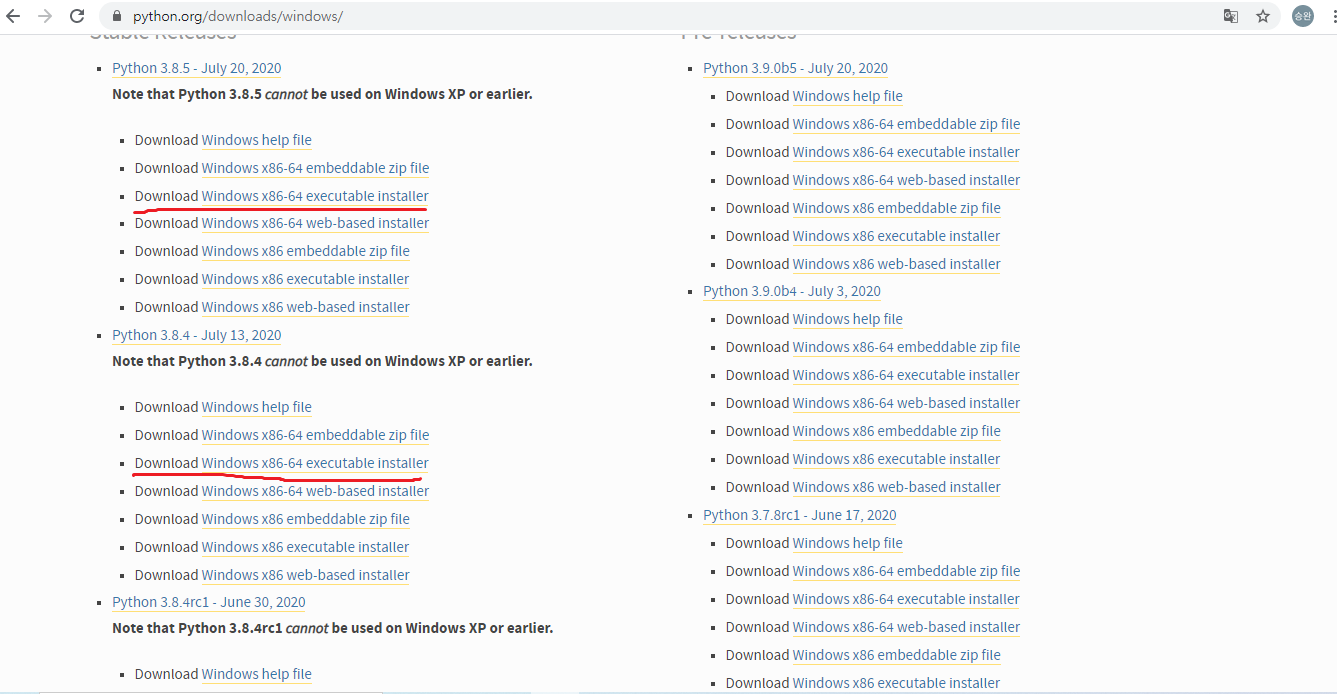 python.org/downloads/windows/
승완
Stable Releases
Python 3.8.5 - July 20, 2020
Note that Python 3.8.5 cannot be used on Windows XP or earlier.
Download Windows help file
Download Windows x86-64 embeddable zip file
Download Windows x86-64 executable installer
Download Windows x86-64 web-based installer
Download Windows x86 embeddable zip file
Download Windows x86 executable installer
Download Windows x86 web-based installer
Python 3.8.4 - July 13, 2020
Note that Python 3.8.4 cannot be used on Windows XP or earlier.
Download Windows help file
Download Windows x86-64 embeddable zip file
Download Windows x86-64 executable installer
Download Windows x86-64 web-based installer
Download Windows x86 embeddable zip file
Download Windows x86 executable installer
Download Windows x86 web-based installer
Python 3.8.4rc1 - June 30, 2020
Note that Python 3.8.4rc1 cannot be used on Windows XP or earlier.
Download Windows help file
Pre-releases
Python 3.9.0b5 - July 20, 2020
Download Windows help file
Download Windows x86-64 embeddable zip file
Download Windows x86-64 executable installer
Download Windows x86-64 web-based installer
Download Windows x86 embeddable zip file
Download Windows x86 executable installer
Download Windows x86 web-based installer
Python 3.9.0b4 - July 3, 2020
Download Windows help file
Download Windows x86-64 embeddable zip file
Download Windows x86-64 executable installer
Download Windows x86-64 web-based installer
Download Windows x86 embeddable zip file
Download Windows x86 executable installer
Download Windows x86 web-based installer
Python 3.7.8rc1 - June 17, 2020
Download Windows help file
Download Windows x86-64 embeddable zip file
Download Windows x86-64 executable installer
Download Windows x86-64 web-based installer
Download Windows x86 embeddable zip file
Download Windows x86 executable installer